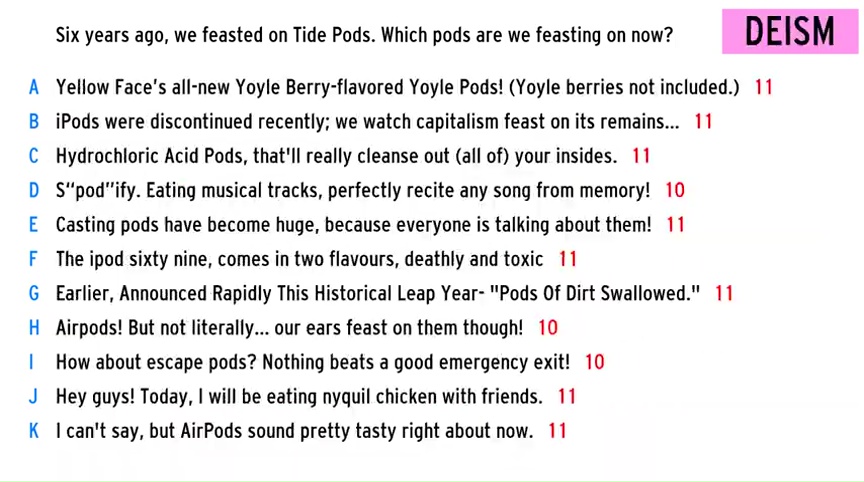 Six years ago, we feasted on Tide Pods. Which pods are we feasting on now?
DEISM
A Yellow Face's all-new Yoyle Berry-flavored Yoyle Pods! (Yoyle berries not included.) 11
B iPods were discontinued recently; we watch capitalism feast on its remains... 11
C Hydrochloric Acid Pods, that'll really cleanse out (all of) your insides. 11
D S“pod”ify. Eating musical tracks, perfectly recite any song from memory! 10
E Casting pods have become huge, because everyone is talking about them! 11
F The ipod sixty nine, comes in two flavours, deathly and toxic 11
G Earlier, Announced Rapidly This Historical Leap Year- "Pods Of Dirt Swallowed." 11
H Airpods! But not literally... our ears feast on them though! 10
I How about escape pods? Nothing beats a good emergency exit! 10
J Hey guys! Today, I will be eating nyquil chicken with friends. 11
K I can't say, but AirPods sound pretty tasty right about now. 11